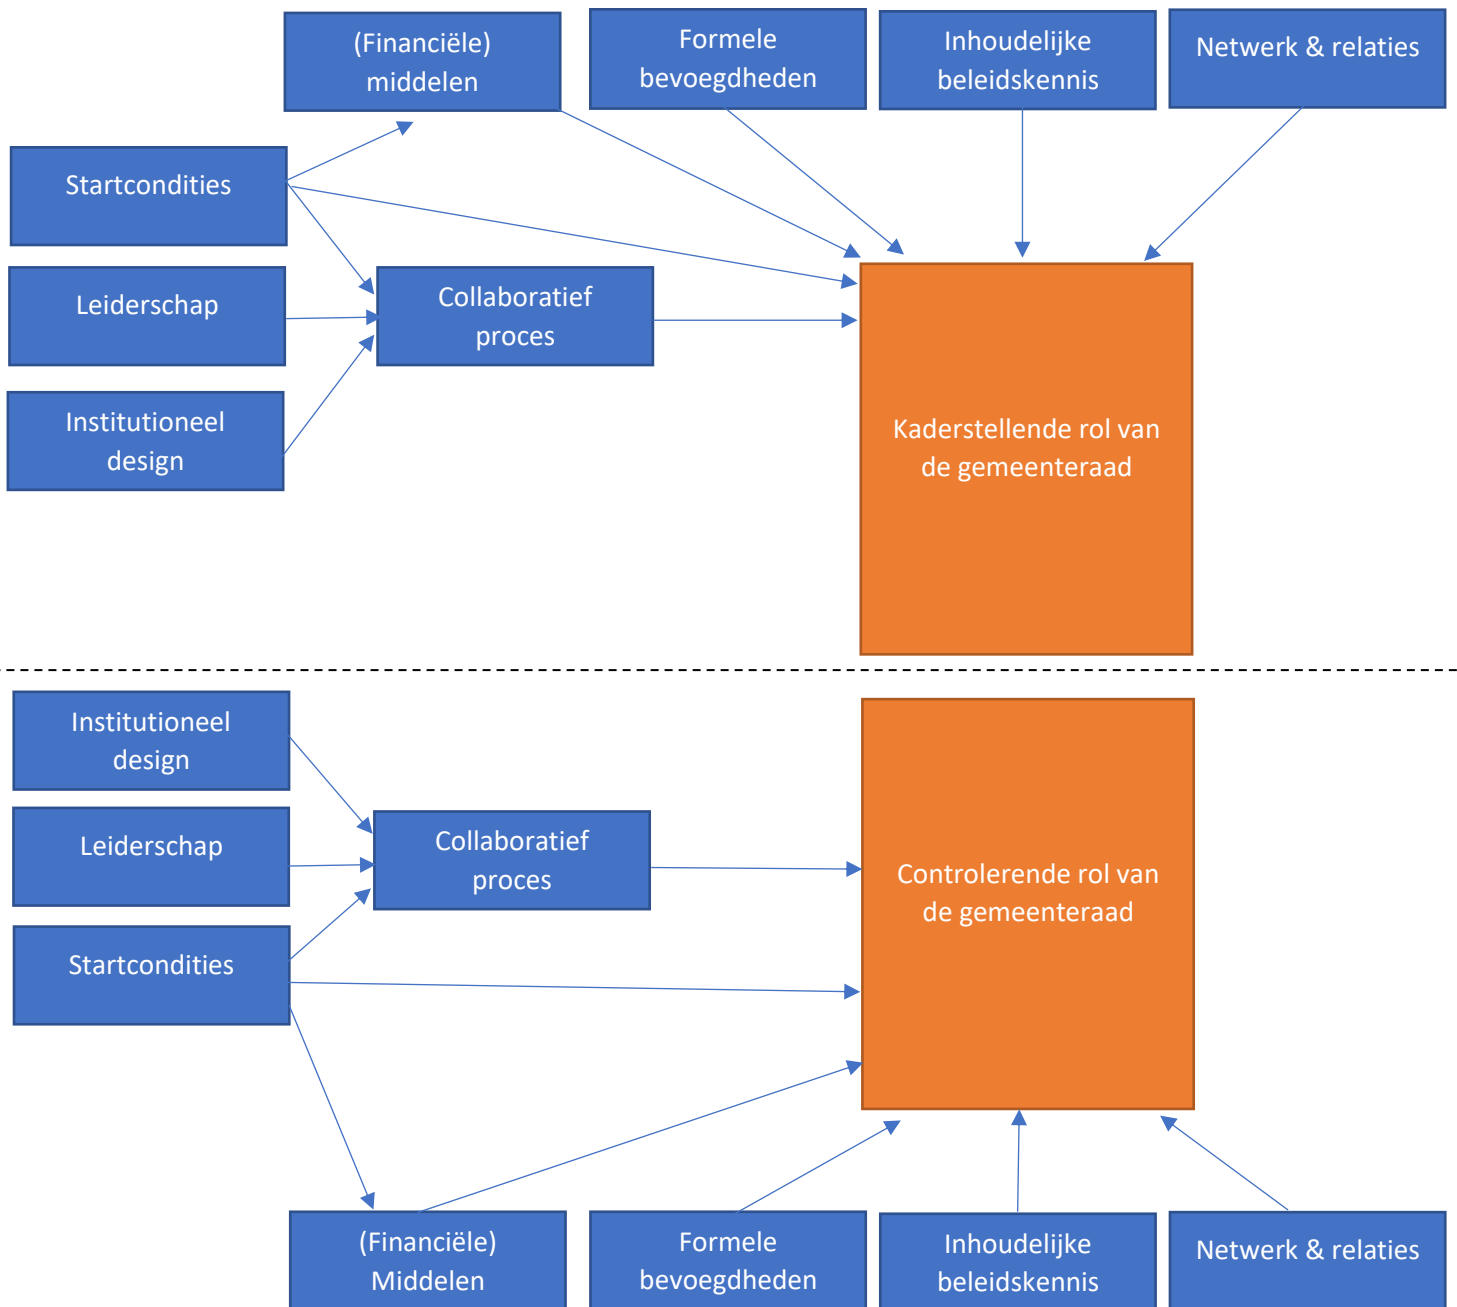 (Financiële)
middelen
Formele
bevoegdheden
Inhoudelijke
beleidskennis
Netwerk & relaties
Startcondities
Leiderschap
Collaboratief
proces
Institutioneel
design
Kaderstellende rol van
de gemeenteraad
Institutioneel
design
Leiderschap
Collaboratief
proces
Startcondities
Controlerende rol van
de gemeenteraad
(Financiële)
Middelen
Formele
bevoegdheden
Inhoudelijke
beleidskennis
Netwerk & relaties